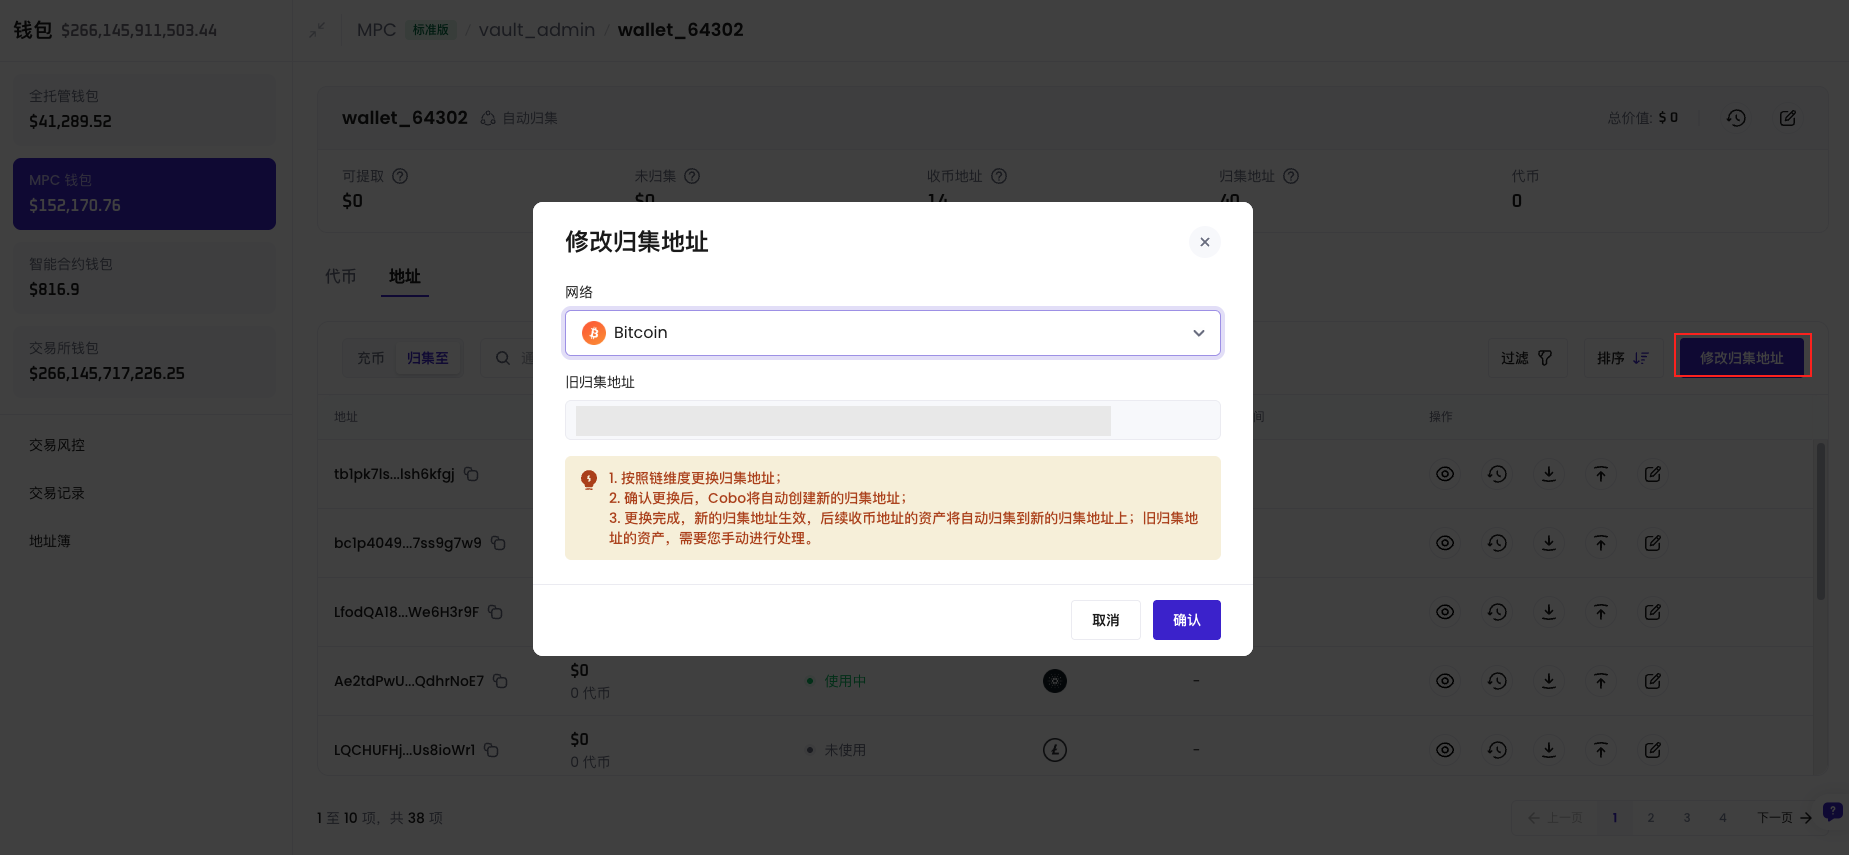 钱包 $266,145,911,503.44
MPC 标准版 / vault_admin / wallet_64302
全托管钱包
$41,289.52
MPC 钱包
$152,170.76
智能合约钱包
$816.9
交易所钱包
$266,145,717,226.25
交易风控
交易记录
地址簿
wallet_64302 自动归集
总价值: $ 0
可提取
$0
未归集
$0
收币地址
14
归集地址
40
代币
0
代币 地址
充币 归集至
过滤 排序 修改归集地址
地址 间 操作
tb1pk7ls...lsh6kfgj
bc1p4049...7ss9g7w9
LfodQA18...We6H3r9F
Ae2tdPwU...QdhrNoE7 $0 使用中 -
0 代币
LQCHUFHj...Us8ioWr1 $0 未使用 -
0 代币
1 至 10 项，共 38 项
← 上一页 1 2 3 4 下一页 →
修改归集地址
网络
Bitcoin
旧归集地址
1. 按照链维度更换归集地址；
2. 确认更换后，Cobo将自动创建新的归集地址；
3. 更换完成，新的归集地址生效，后续收币地址的资产将自动归集到新的归集地址上；旧归集地
址的资产，需要您手动进行处理。
取消 确认